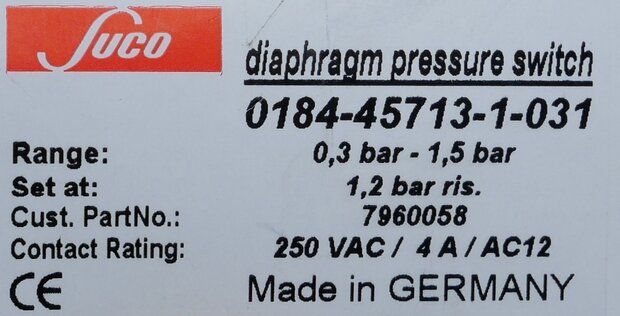 Suco
diaphragm pressure switch
0184-45713-1-031
Range: 0,3 bar - 1,5 bar
Set at: 1,2 bar ris.
Cust. PartNo.: 7960058
Contact Rating: 250 VAC / 4 A / AC12
CE Made in GERMANY